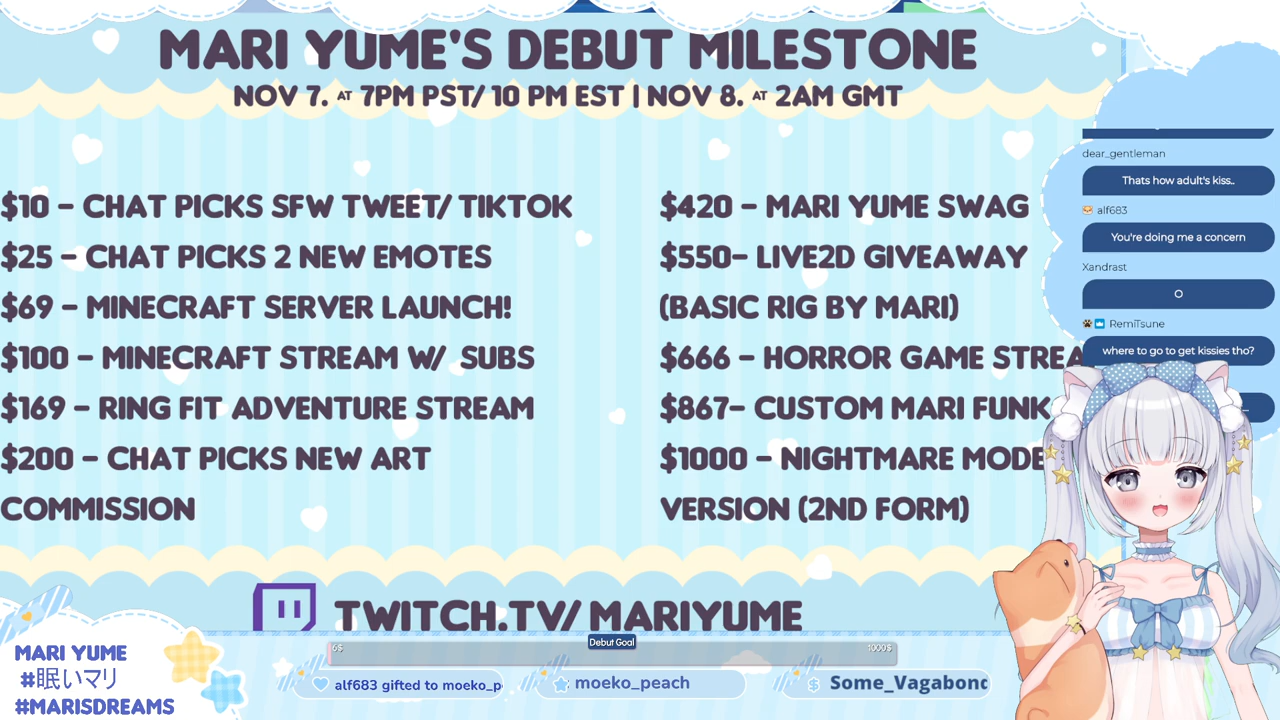 MARI YUME'S DEBUT MILESTONE
NOV 7. AT 7PM PST/ 10 PM EST | NOV 8. AT 2AM GMT
$10 - CHAT PICKS SFW TWEET/ TIKTOK
$25 - CHAT PICKS 2 NEW EMOTES
$69 - MINECRAFT SERVER LAUNCH!
$100 - MINECRAFT STREAM W/ SUBS
$169 - RING FIT ADVENTURE STREAM
$200 - CHAT PICKS NEW ART
COMMISSION
$420 - MARI YUME SWAG
$550- LIVE2D GIVEAWAY
(BASIC RIG BY MARI)
$666 - HORROR GAME STREA
$867- CUSTOM MARI FUNK
$1000 - NIGHTMARE MODE
VERSION (2ND FORM)
TWITCH.TV/ MARIYUME
dear_gentleman
Thats how adult's kiss..
alf683
You're doing me a concern
Xandrast
O
RemiTsune
where to go to get kissies tho?
Debut Goal
6$
1000$
MARI YUME
#眠いマリ
#MARISDREAMS
alf683 gifted to moeko_p
moeko_peach
$ Some_Vagabond